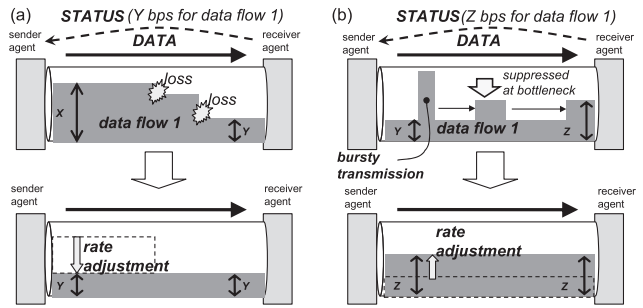 (a)
STATUS (Y bps for data flow 1)
sender
agent
receiver
agent
DATA
loss
loss
X
data flow 1
Y
sender
agent
receiver
agent
rate
adjustment
Y
Y
(b)
STATUS(Z bps for data flow 1)
sender
agent
receiver
agent
DATA
suppressed
at bottleneck
Y
data flow 1
Z
bursty
transmission
sender
agent
receiver
agent
rate
adjustment
Z
Z